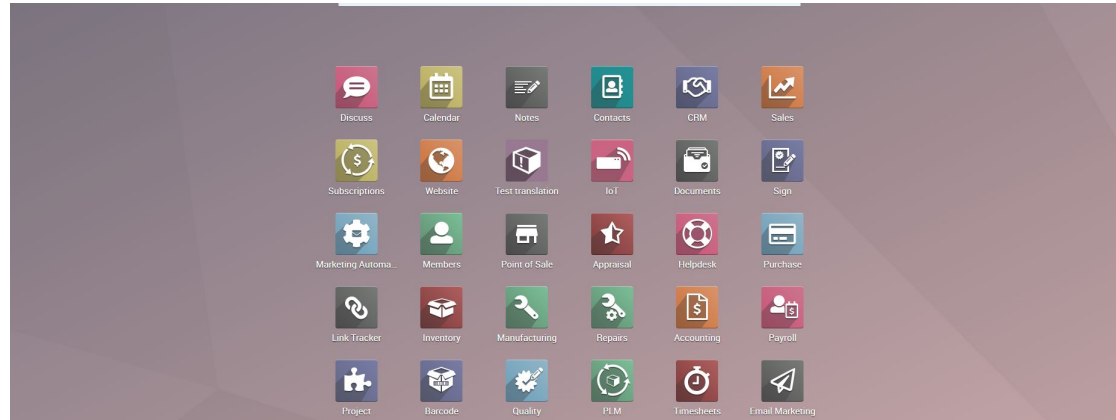 Discuss
Calendar
Notes
Contacts
CRM
Sales
Subscriptions
Website
Test translation
IoT
Documents
Sign
Marketing Automa...
Members
Point of Sale
Appraisal
Helpdesk
Purchase
Link Tracker
Inventory
Manufacturing
Repairs
Accounting
Payroll
Project
Barcode
Quality
PLM
Timesheets
Email Marketing